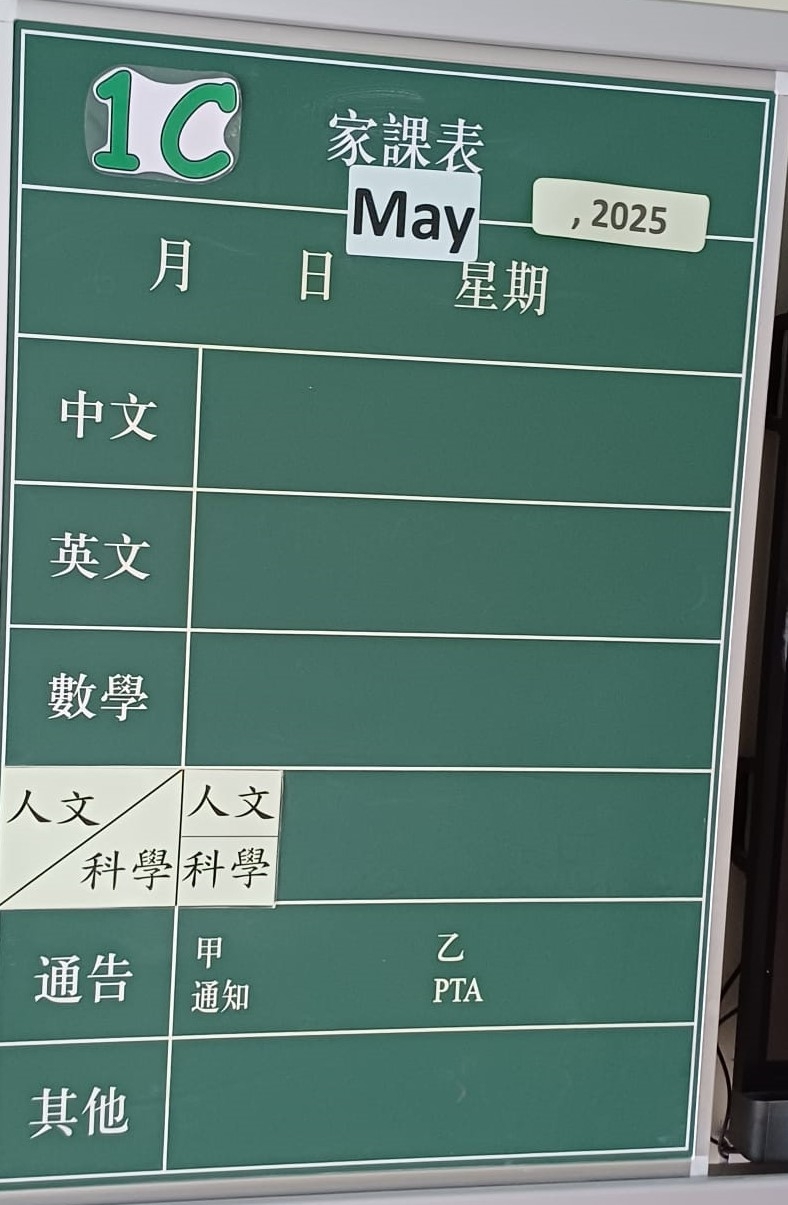 1C 家課表
May , 2025
月 日 星期
中文
英文
數學
人文 人文
科學 科學
通告 甲 乙
通知 PTA
其他